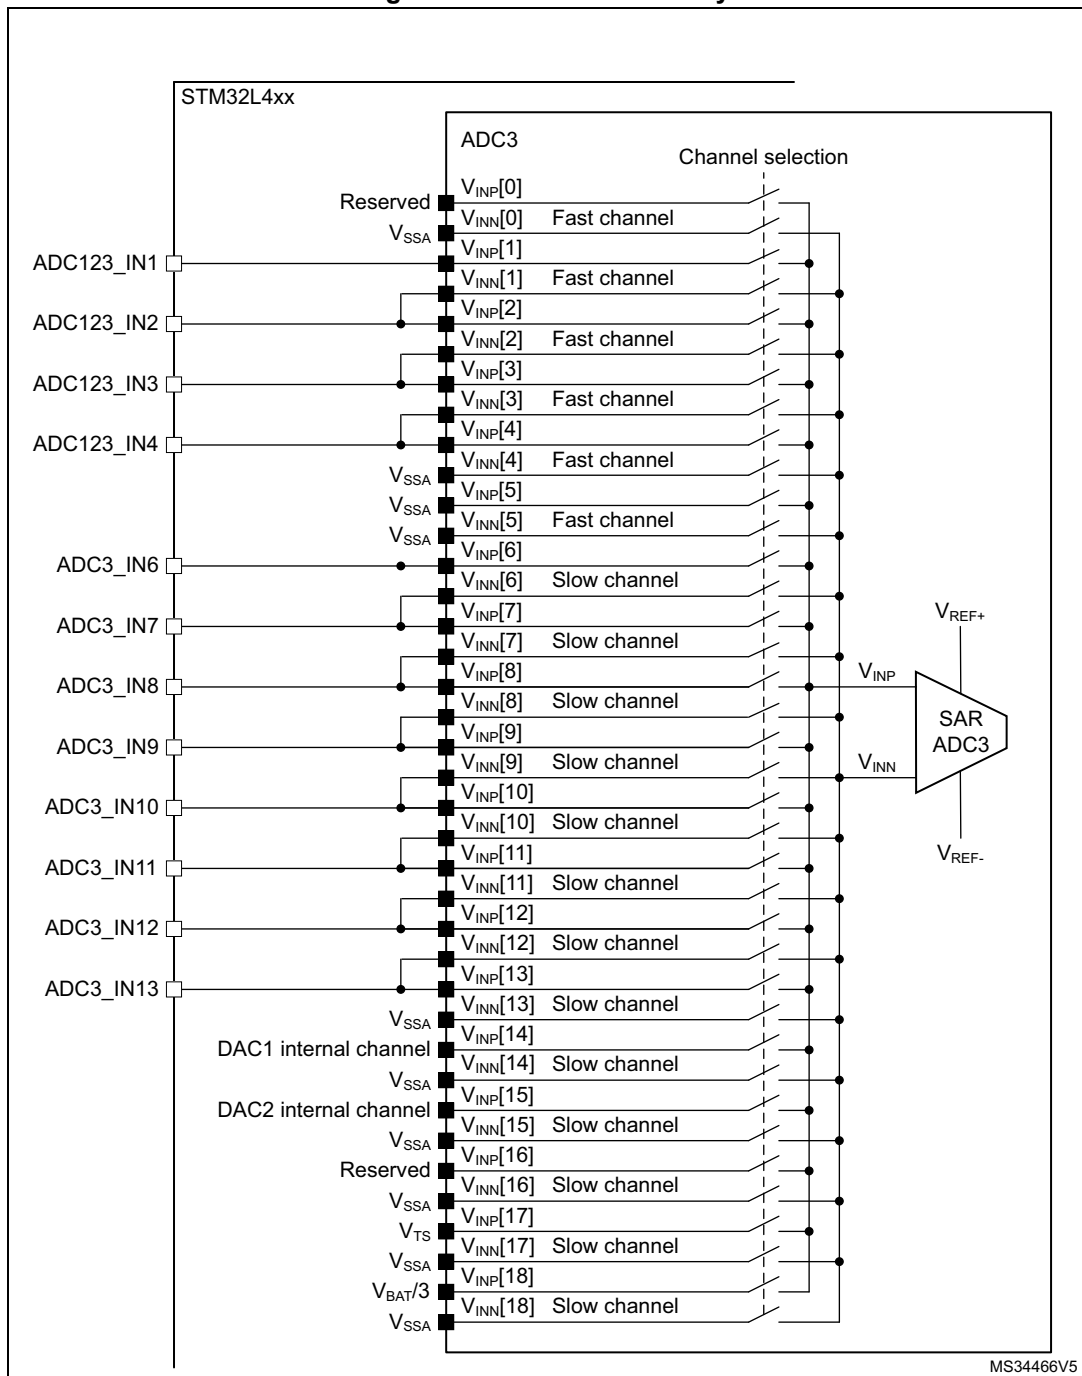 STM32L4xx
ADC3
Channel selection
Reserved
VINP[0]
VINN[0] Fast channel
VSSA
ADC123_IN1
VINP[1]
VINN[1] Fast channel
ADC123_IN2
VINP[2]
VINN[2] Fast channel
ADC123_IN3
VINP[3]
VINN[3] Fast channel
ADC123_IN4
VINP[4]
VINN[4] Fast channel
VSSA
VINP[5]
VSSA
VINN[5] Fast channel
VSSA
ADC3_IN6
VINP[6]
VINN[6] Slow channel
ADC3_IN7
VINP[7]
VINN[7] Slow channel
ADC3_IN8
VINP[8]
VINN[8] Slow channel
ADC3_IN9
VINP[9]
VINN[9] Slow channel
ADC3_IN10
VINP[10]
VINN[10] Slow channel
ADC3_IN11
VINP[11]
VINN[11] Slow channel
ADC3_IN12
VINP[12]
VINN[12] Slow channel
ADC3_IN13
VINP[13]
VINN[13] Slow channel
VSSA
DAC1 internal channel
VINP[14]
VINN[14] Slow channel
VSSA
DAC2 internal channel
VINP[15]
VINN[15] Slow channel
VSSA
Reserved
VINP[16]
VINN[16] Slow channel
VSSA
VTS
VINP[17]
VINN[17] Slow channel
VSSA
VBAT/3
VINP[18]
VINN[18] Slow channel
VSSA
VREF+
VINP
SAR
ADC3
VINN
VREF-
MS34466V5